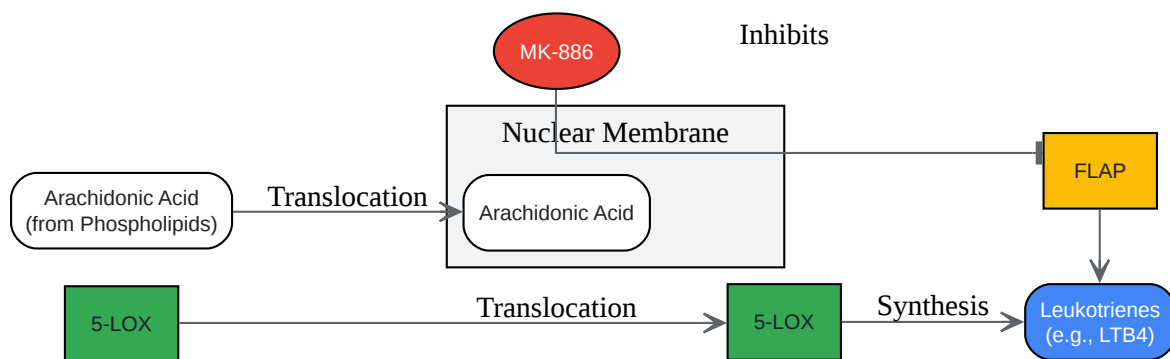 MK-886
Inhibits
Nuclear Membrane
FLAP
Arachidonic Acid
(from Phospholipids)
Translocation
Arachidonic Acid
5-LOX
Translocation
5-LOX
Synthesis
Leukotrienes
(e.g., LTB4)